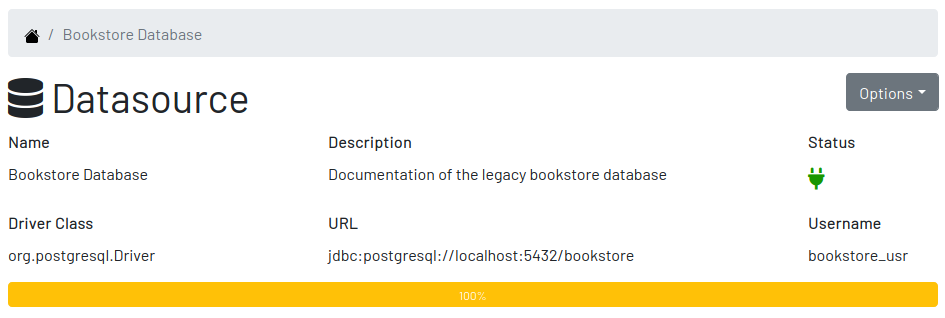 / Bookstore Database
Datasource
Options
Name Description Status
Bookstore Database Documentation of the legacy bookstore database
Driver Class URL Username
org.postgresql.Driver jdbc:postgresql://localhost:5432/bookstore bookstore_usr
100%